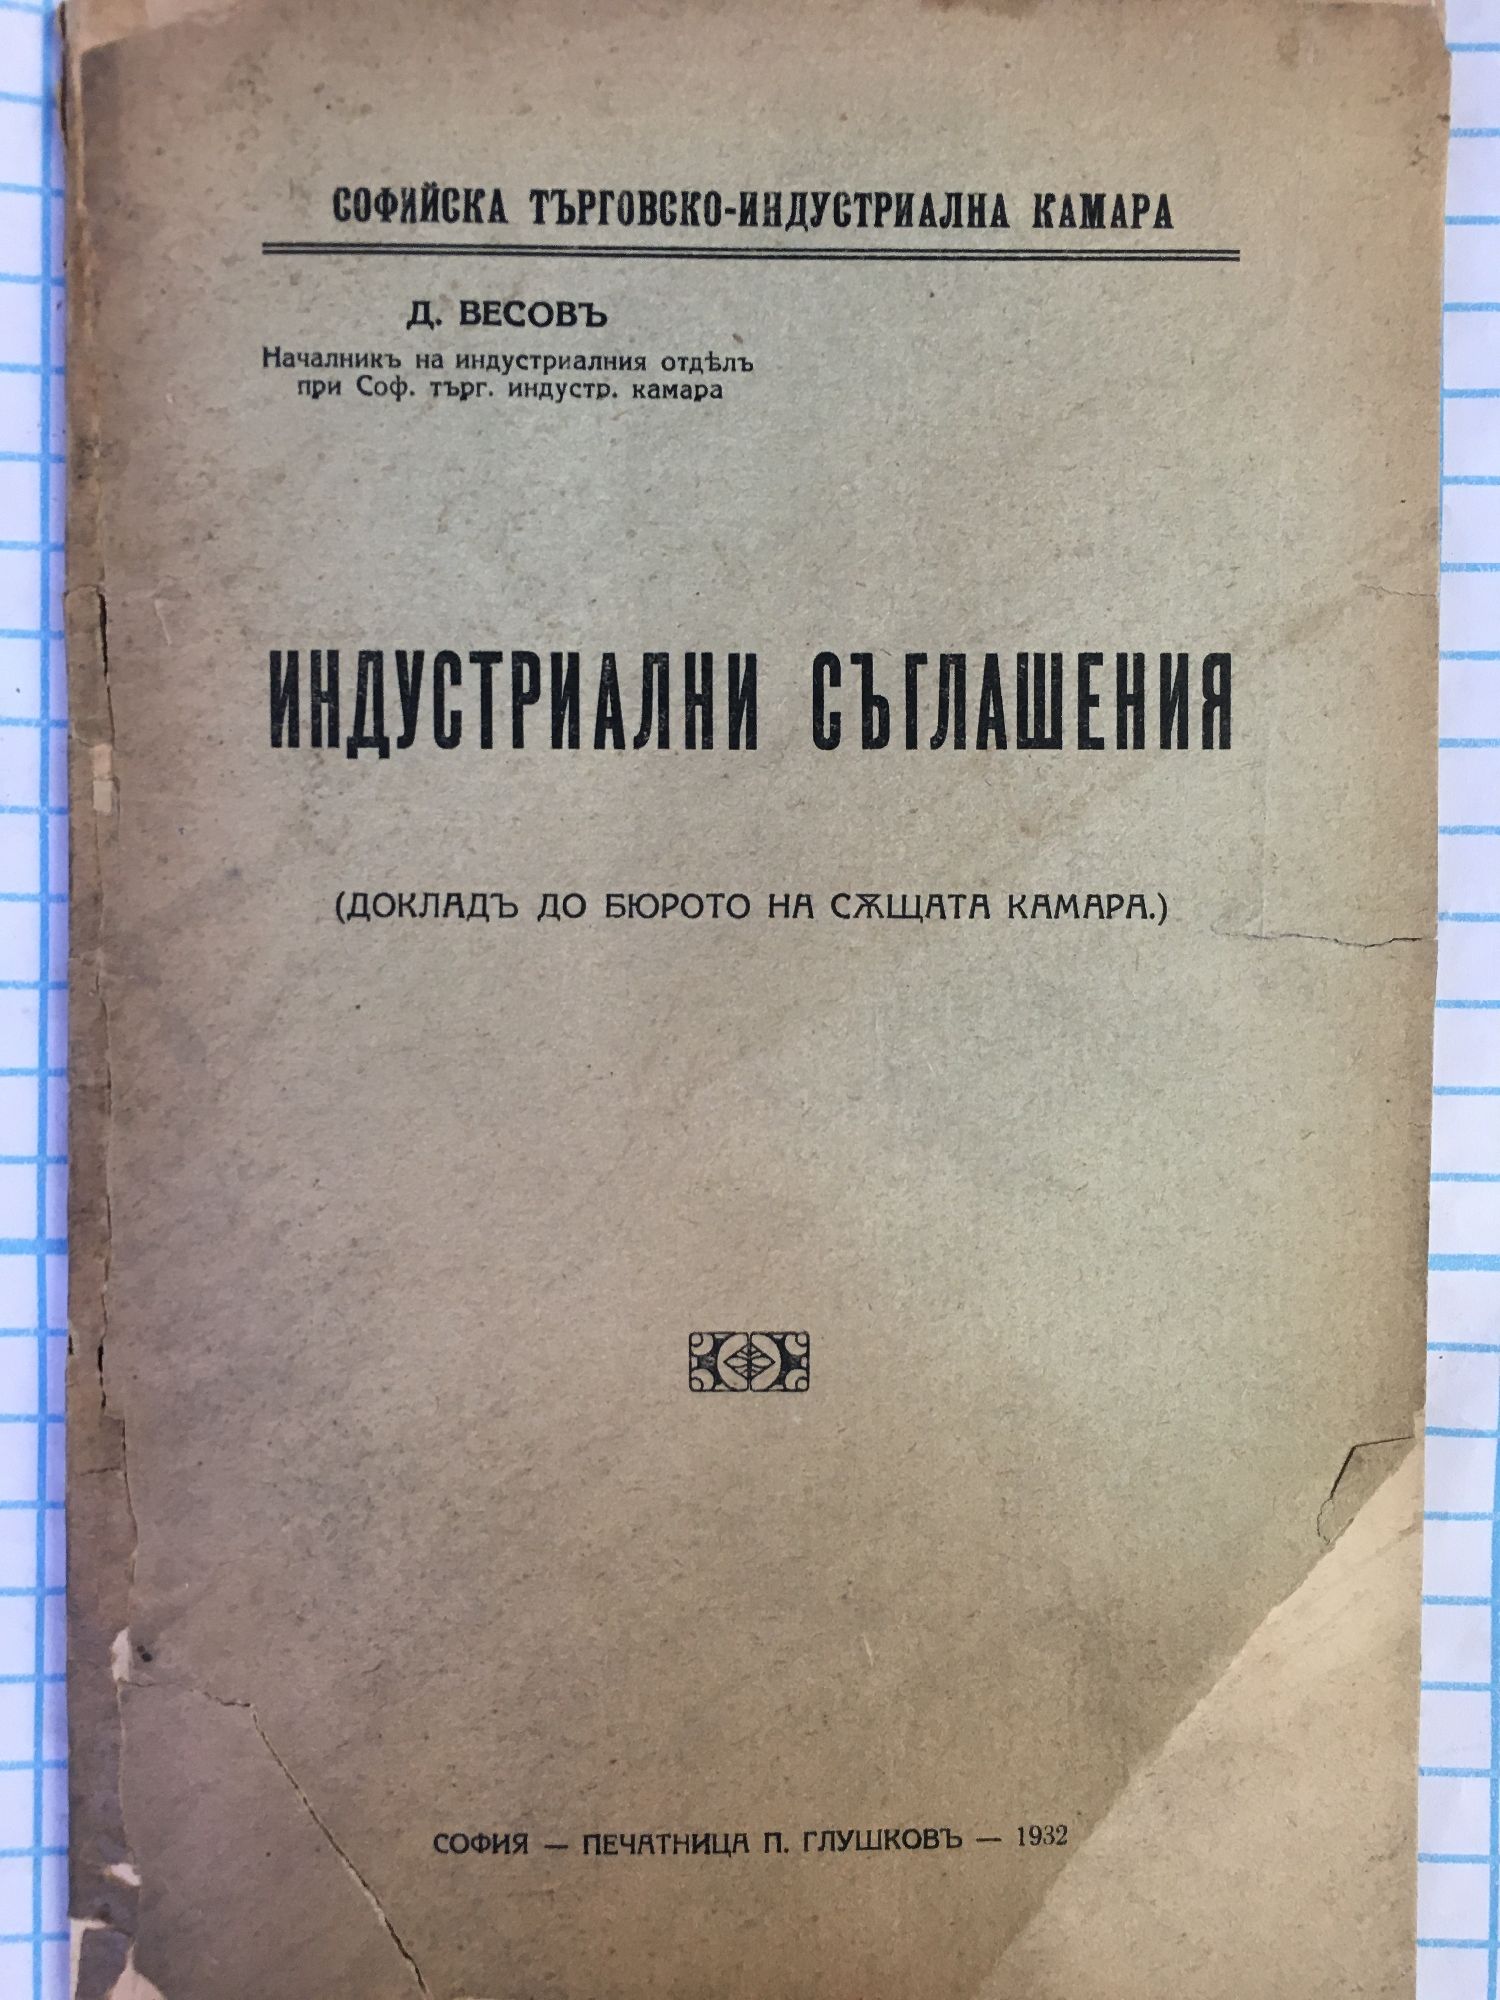 СОФИЙСКА ТЪРГОВСКО-ИНДУСТРИАЛНА КАМАРА
Д. ВЕСОВЪ
Началникъ на индустриалния отдѣлъ
при Соф. търг. индустр. камара
ИНДУСТРИАЛНИ СЪГЛАШЕНИЯ
(ДОКЛАДЪ ДО БЮРОТО НА СѪЩАТА КАМАРА.)
СОФИЯ — ПЕЧАТНИЦА П. ГЛУШКОВЪ — 1932